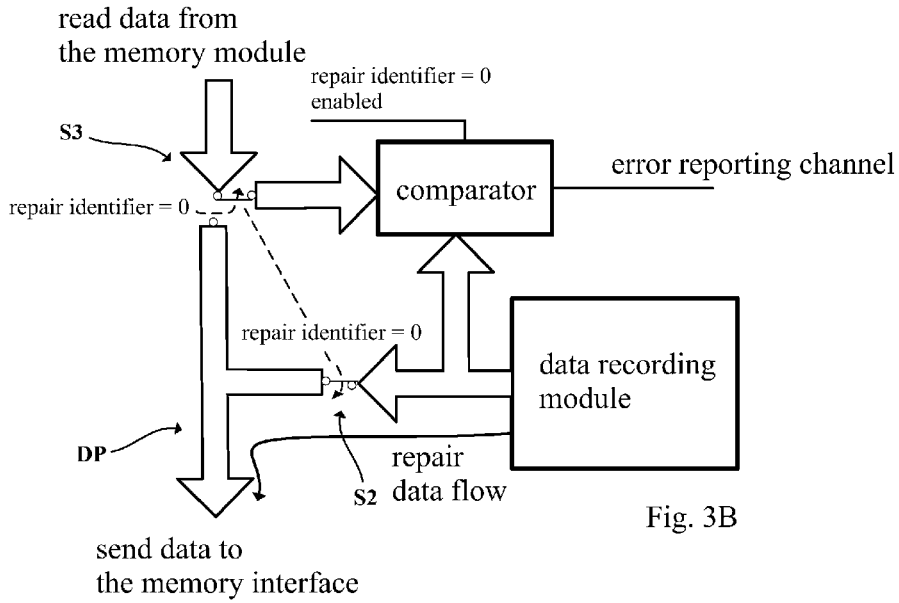 read data from
the memory module
repair identifier = 0
enabled
S3
error reporting channel
comparator
repair identifier = 0
repair identifier = 0
data recording
module
DP
repair
data flow
S2
Fig. 3B
send data to
the memory interface